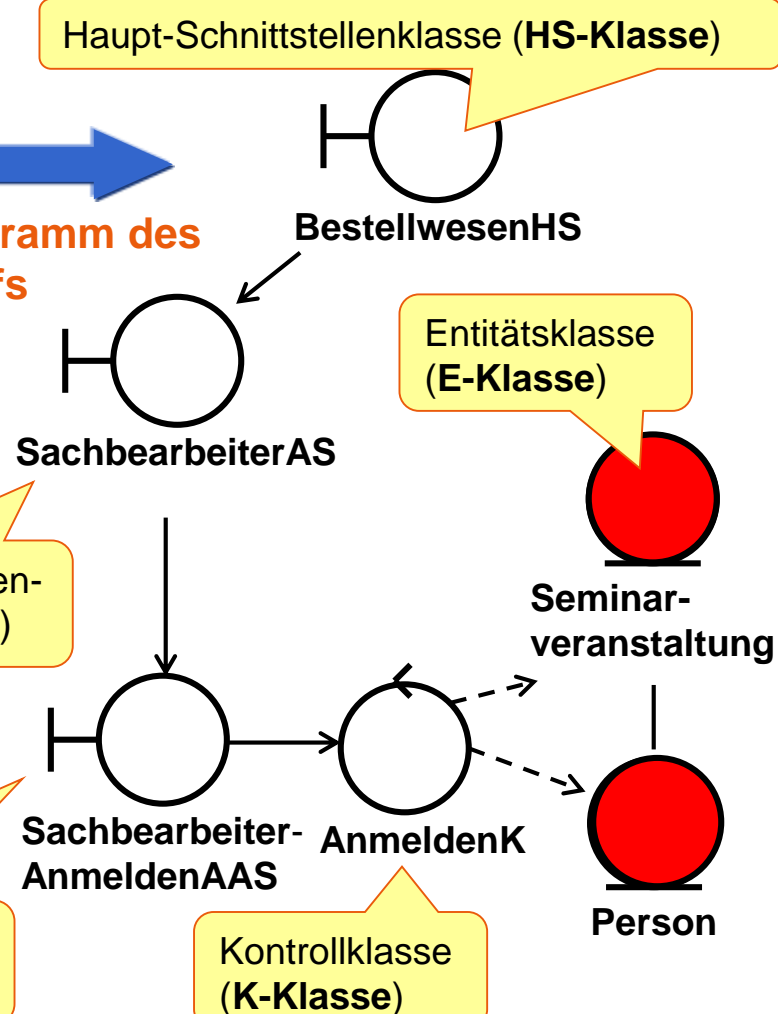 Haupt-Schnittstellenklasse (HS-Klasse)
BestellwesenHS
ramm des
fs
Entitätsklasse
(E-Klasse)
SachbearbeiterAS
en-
)
Seminar-
veranstaltung
Sachbearbeiter-
AnmeldenAAS
AnmeldenK
Person
Kontrollklasse
(K-Klasse)